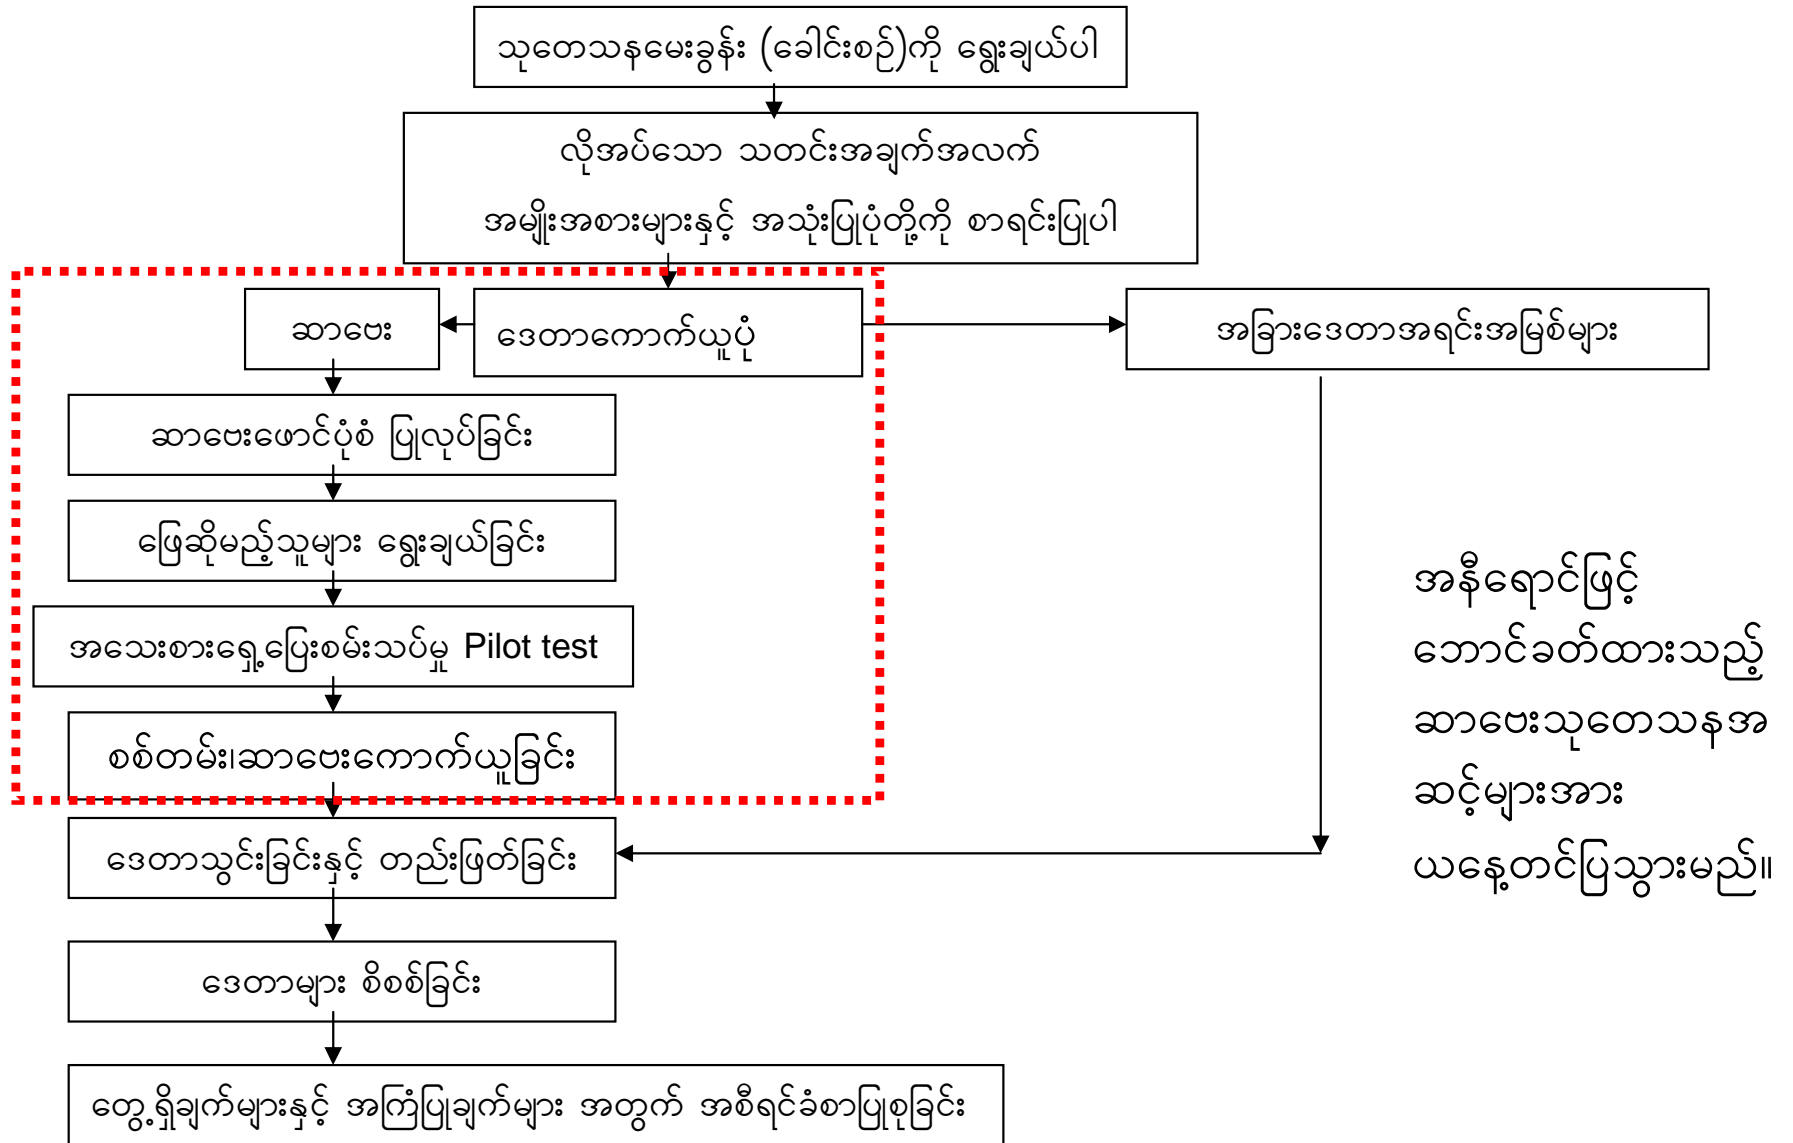 သုတေသနမေးခွန်း (ခေါင်းစဉ်)ကို ရွေးချယ်ပါ
လိုအပ်သော သတင်းအချက်အလက်
အမျိုးအစားများနှင့် အသုံးပြုပုံတို့ကို စာရင်းပြုပါ
ဆာဗေး
ဒေတာကောက်ယူပုံ
အခြားဒေတာအရင်းအမြစ်များ
ဆာဗေးဖောင်ပုံစံ ပြုလုပ်ခြင်း
ဖြေဆိုမည့်သူများ ရွေးချယ်ခြင်း
အသေးစားရှေ့ပြေးစမ်းသပ်မှု Pilot test
စစ်တမ်း၊ဆာဗေးကောက်ယူခြင်း
ဒေတာသွင်းခြင်းနှင့် တည်းဖြတ်ခြင်း
ဒေတာများ စိစစ်ခြင်း
တွေ့ရှိချက်များနှင့် အကြံပြုချက်များ အတွက် အစီရင်ခံစာပြုစုခြင်း
အနီရောင်ဖြင့်
ဘောင်ခတ်ထားသည့်
ဆာဗေးသုတေသနအ
ဆင့်များအား
ယနေ့တင်ပြသွားမည်။